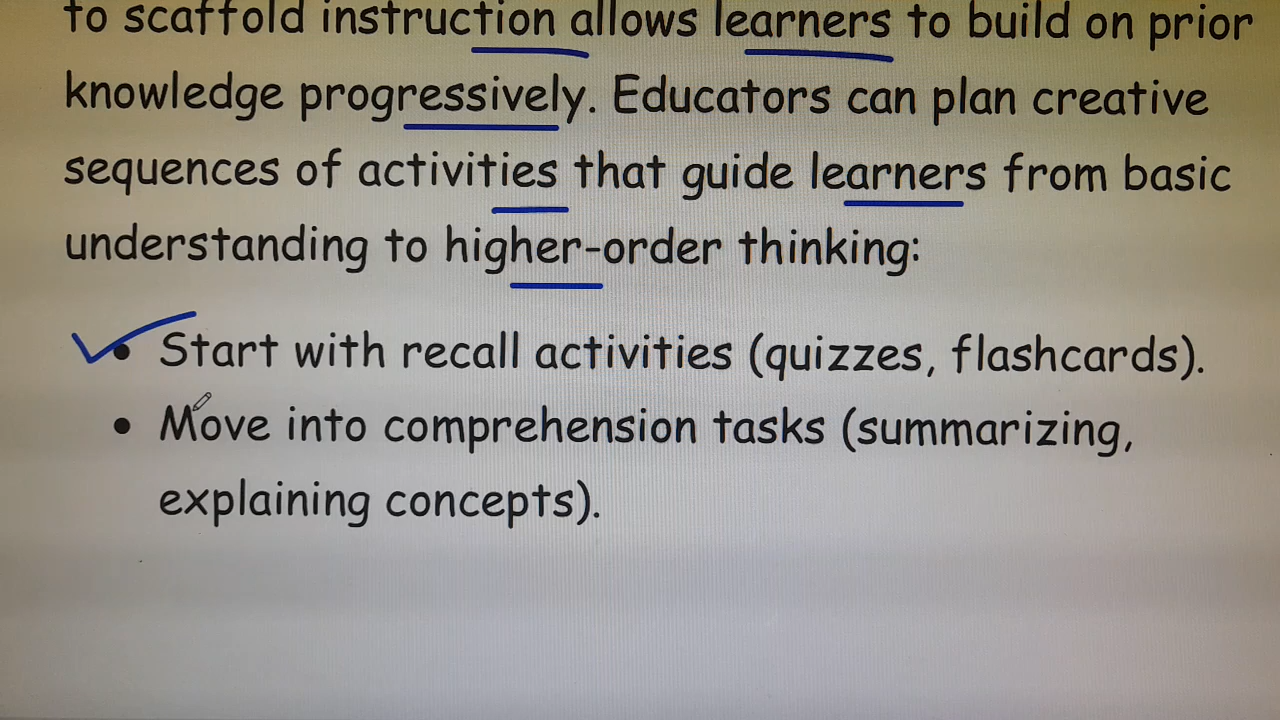 to scaffold instruction allows learners to build on prior
knowledge progressively. Educators can plan creative
sequences of activities that guide learners from basic
understanding to higher-order thinking:
• Start with recall activities (quizzes, flashcards).
• Move into comprehension tasks (summarizing,
explaining concepts).